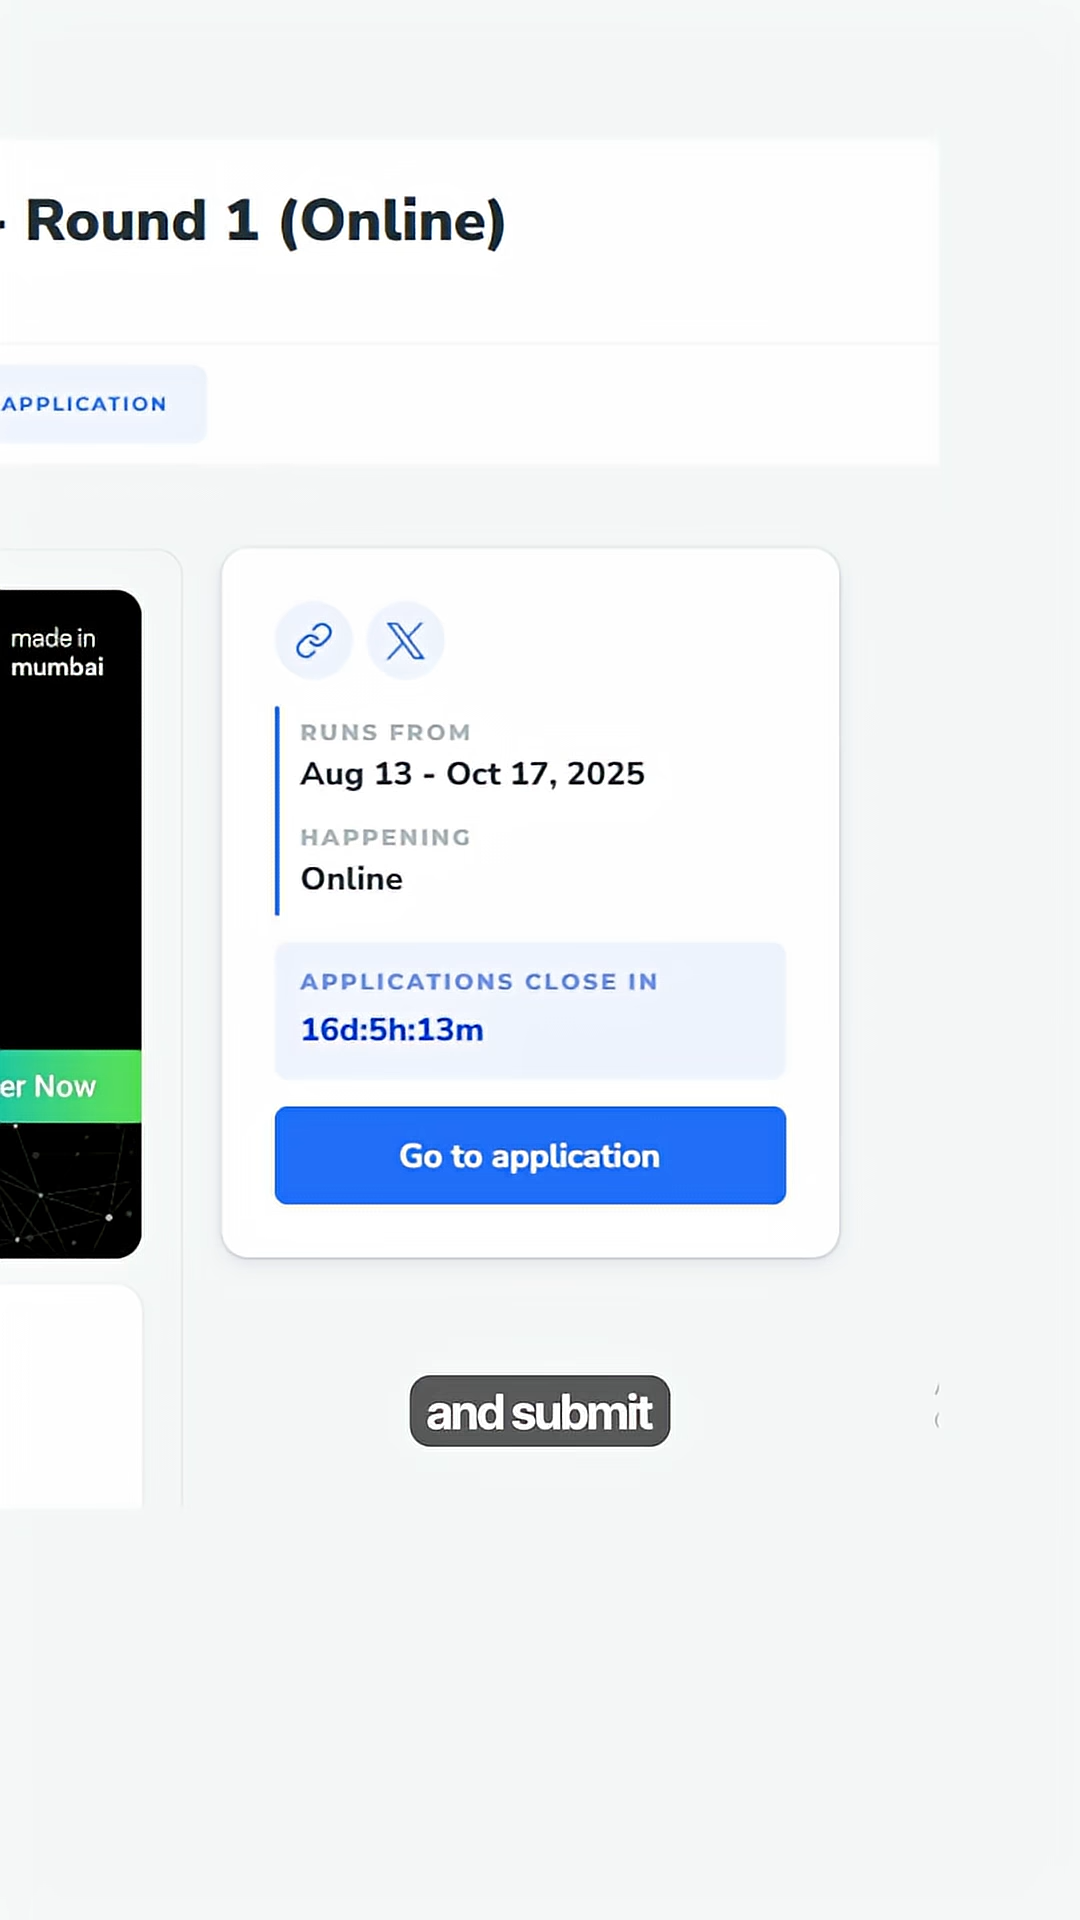 - Round 1 (Online)
APPLICATION
made in
mumbai
RUNS FROM
Aug 13 - Oct 17, 2025
HAPPENING
Online
APPLICATIONS CLOSE IN
16d:5h:13m
er Now
Go to application
and submit